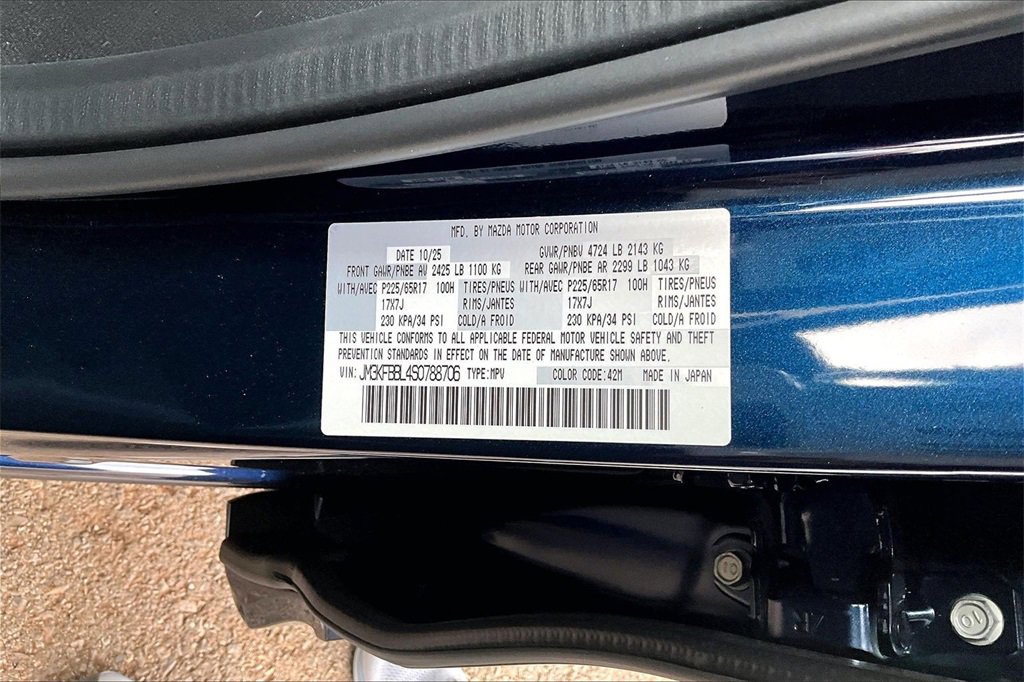 MFD. BY MAZDA MOTOR CORPORATION
DATE 10/25 GVWR/PNBV 4724 LB 2143 KG
FRONT GAWR/PNBE AV 2425 LB 1100 KG REAR GAWR/PNBE AR 2299 LB 1043 KG
WITH/AVEC P225/65R17 100H TIRES/PNEUS WITH/AVEC P225/65R17 100H TIRES/PNEUS
17X7J RIMS/JANTES 17X7J RIMS/JANTES
230 KPA/34 PSI COLD/A FROID 230 KPA/34 PSI COLD/A FROID
THIS VEHICLE CONFORMS TO ALL APPLICABLE FEDERAL MOTOR VEHICLE SAFETY AND THEFT
PREVENTION STANDARDS IN EFFECT ON THE DATE OF MANUFACTURE SHOWN ABOVE.
VIN: JM3KFBBL4S0788706 TYPE:MPV COLOR CODE:42M MADE IN JAPAN
10
10